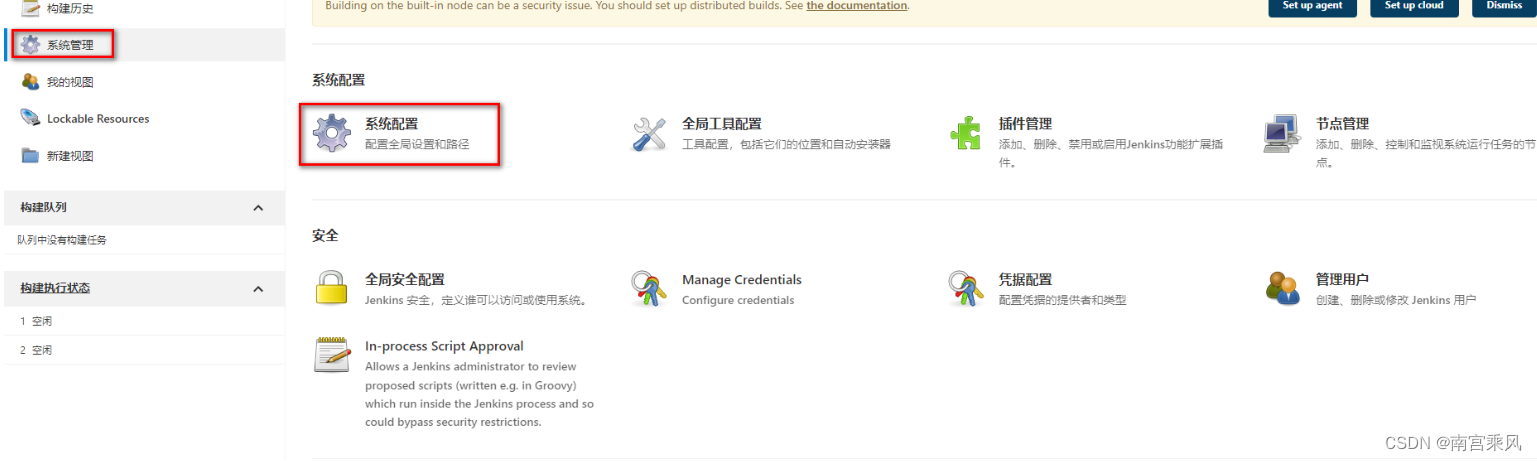 构建历史
系统管理
我的视图
Lockable Resources
新建视图
构建队列
队列中没有构建任务
构建执行状态
1 空闲
2 空闲
Building on the built-in node can be a security issue. You should set up distributed builds. See the documentation.
Set up agent
Set up cloud
Dismiss
系统配置
系统配置
配置全局设置和路径
全局工具配置
工具配置，包括它们的位置和自动安装器
插件管理
添加、删除、禁用或启用Jenkins功能扩展插
件。
节点管理
添加、删除、控制和监视系统运行任务的节
点。
安全
全局安全配置
Jenkins 安全，定义谁可以访问或使用系统。
Manage Credentials
Configure credentials
凭据配置
配置凭据的提供者和类型
管理用户
创建、删除或修改 Jenkins 用户
In-process Script Approval
Allows a Jenkins administrator to review
proposed scripts (written e.g. in Groovy)
which run inside the Jenkins process and so
could bypass security restrictions.
CSDN @南宫乘风